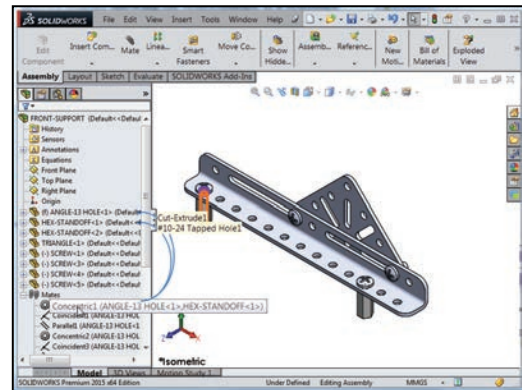 SOLIDWORKS File Edit View Insert Tools Window Help
Edit Component
Insert Com...
Mate
Linea...
Smart Fasteners
Move Co...
Show Hidde...
Assemb...
Referenc...
New Moti...
Bill of Materials
Exploded View
Assembly Layout Sketch Evaluate SOLIDWORKS Add-Ins
FRONT-SUPPORT (Default<<Defaul
History
Sensors
Annotations
Equations
Front Plane
Top Plane
Right Plane
Origin
(f) ANGLE-13 HOLE<1> (Default
HEX-STANDOFF<1> (Default<<
HEX-STANDOFF<2> (Default<<
TRIANGLE<1> (Default<<Defaul
(-) SCREW<1> (Default<<Defaul
(-) SCREW<3> (Default<<Defaul
(-) SCREW<4> (Default<<Defaul
(-) SCREW<5> (Default<<Defaul
Mates
Concentric1 (ANGLE-13 HOLE<1>,HEX-STANDOFF<1>)
Coincident1 (ANGLE-13 HOL
Parallel1 (ANGLE-13 HOLE<1
Concentric2 (ANGLE-13 HOL
Coincident3 (ANGLE-13 HOL
Cut-Extrude1
#10-24 Tapped Hole1
*Isometric
Model 3D Views Motion Study 1
SOLIDWORKS Premium 2015 x64 Edition Under Defined Editing Assembly MMGS